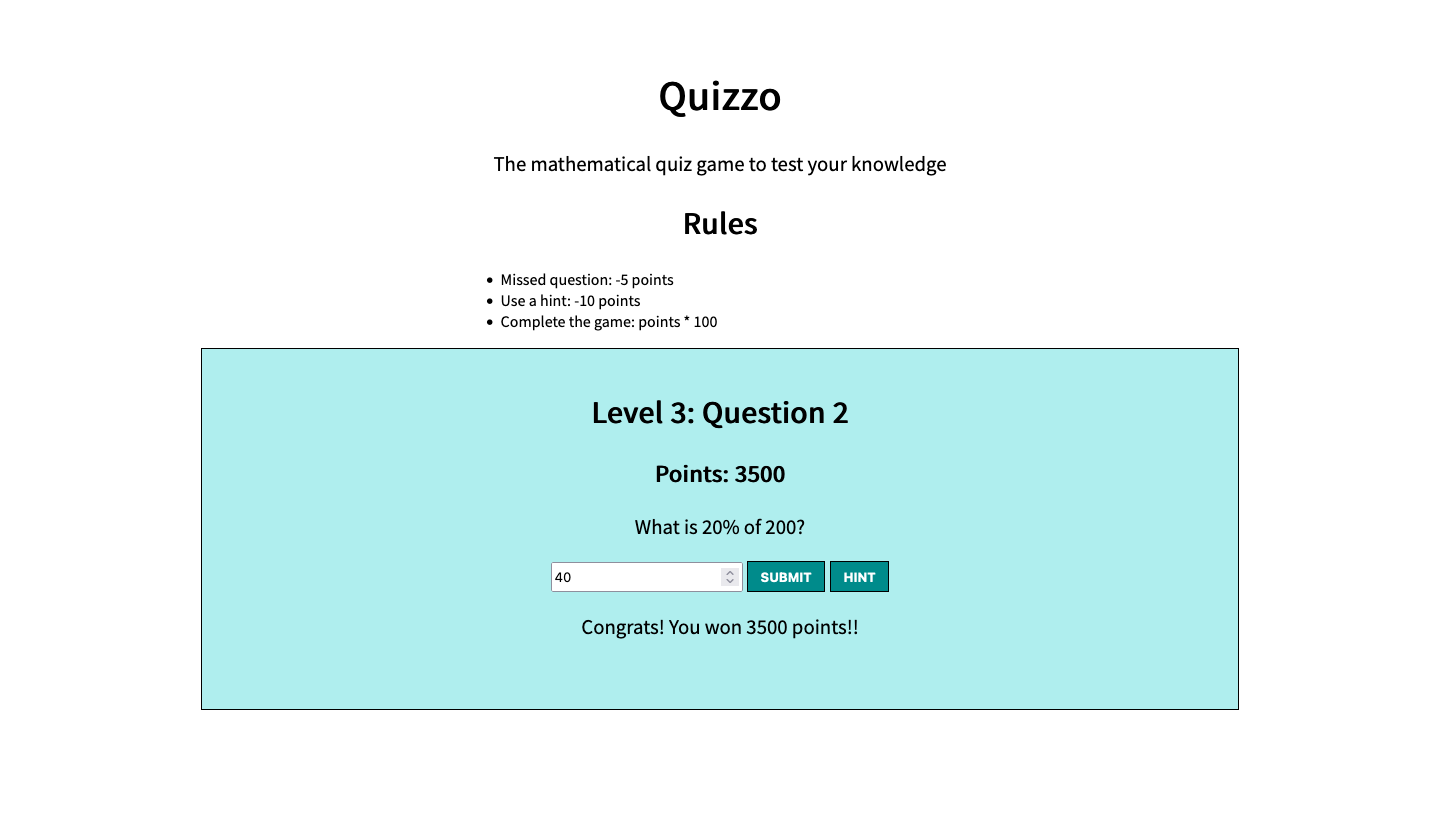 Quizzo
The mathematical quiz game to test your knowledge
Rules
• Missed question: -5 points
• Use a hint: -10 points
• Complete the game: points * 100
Level 3: Question 2
Points: 3500
What is 20% of 200?
40 SUBMIT HINT
Congrats! You won 3500 points!!